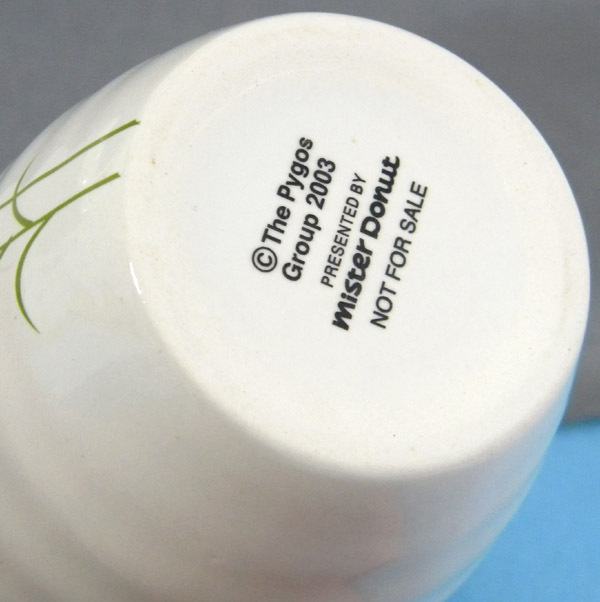 ©The Pygos
Group 2003
PRESENTED BY
Mister Donut
NOT FOR SALE